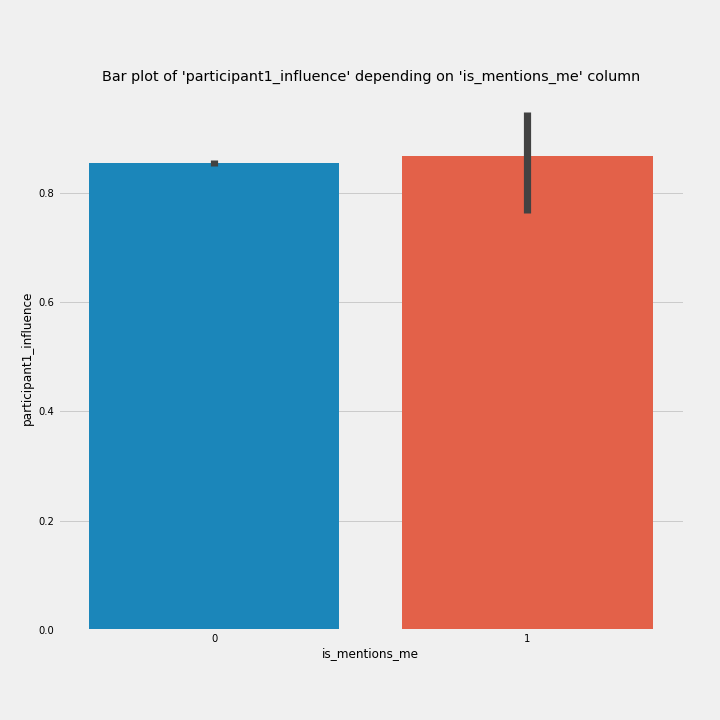 Bar plot of 'participant1_influence' depending on 'is_mentions_me' column
participant1_influence
0.8
0.6
0.4
0.2
0.0
0
1
is_mentions_me